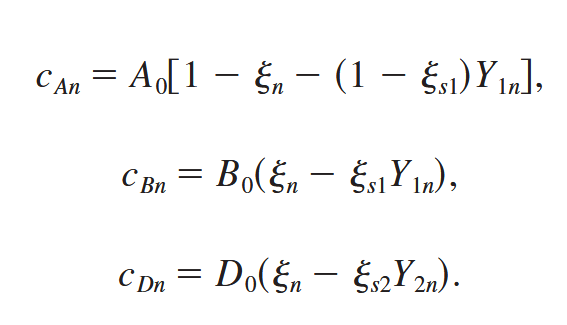 c_{An} = A_0[1 − ξ_n − (1 − ξ_{s1})Y_{1n}],
c_{Bn} = B_0(ξ_n − ξ_{s1}Y_{1n}),
c_{Dn} = D_0(ξ_n − ξ_{s2}Y_{2n}).